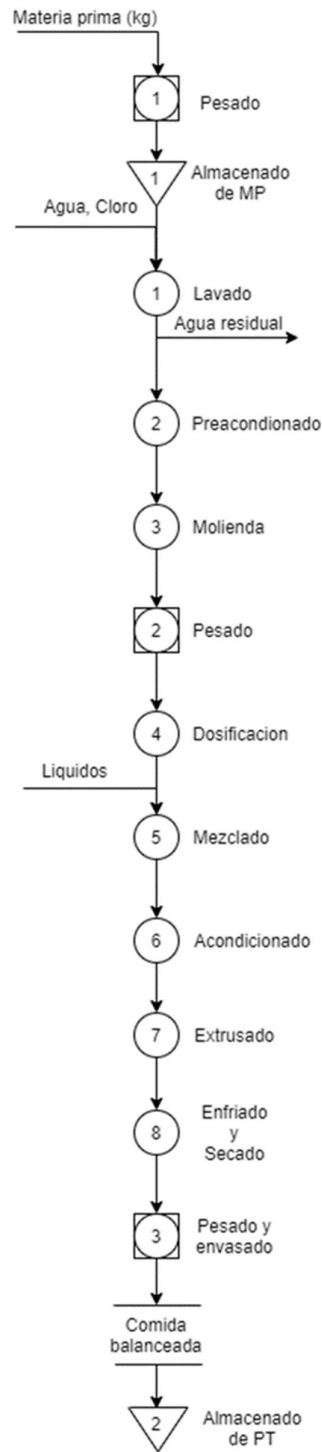 Materia prima (kg)
1
Pesado
1
Almacenado
de MP
Agua, Cloro
1
Lavado
Agua residual
2
Preacondionado
3
Molienda
2
Pesado
4
Dosificacion
Liquidos
5
Mezclado
6
Acondicionado
7
Extrusado
8
Enfriado
y
Secado
3
Pesado y
envasado
Comida
balanceada
2
Almacenado
de PT